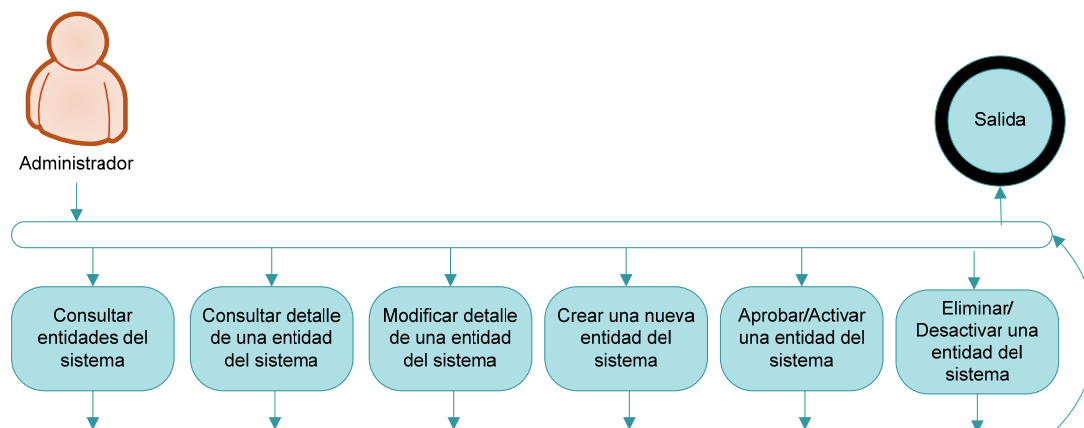 Administrador
Salida
Consultar
entidades del
sistema
Consultar detalle
de una entidad
del sistema
Modificar detalle
de una entidad
del sistema
Crear una nueva
entidad del
sistema
Aprobar/Activar
una entidad del
sistema
Eliminar/
Desactivar una
entidad del
sistema